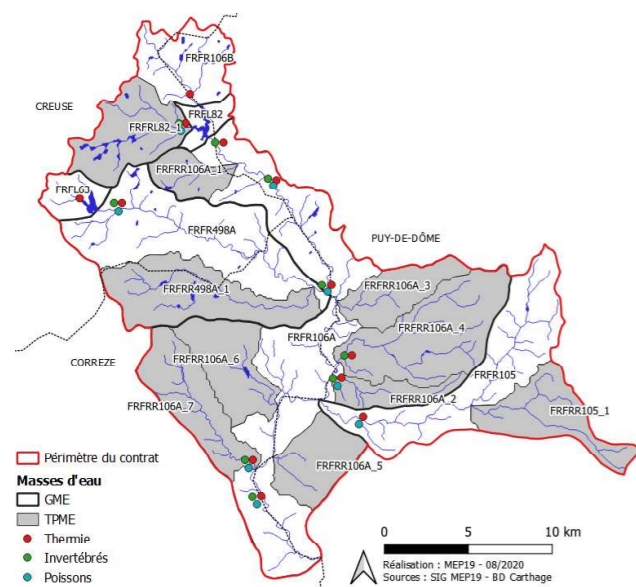 FRFR106B
CREUSE
FRFL82
FRFRL82_1
FRFRR106A_1
FRFL63
FRFR498A
PUY-DE-DÔME
FRFRR106A_3
FRFRR498A_1
FRFRR106A_4
FRFR106A
CORREZE
FRFRR106A_6
FRFR105
FRFRR106A_2
FRFRR106A_7
FRFRR105_1
FRFRR106A_5
Périmètre du contrat
Masses d'eau
GME
TPME
Thermie
Invertébrés
Poissons
0 5 10 km
Réalisation : MEP19 - 08/2020
Sources : SIG MEP19 - BD Carthage